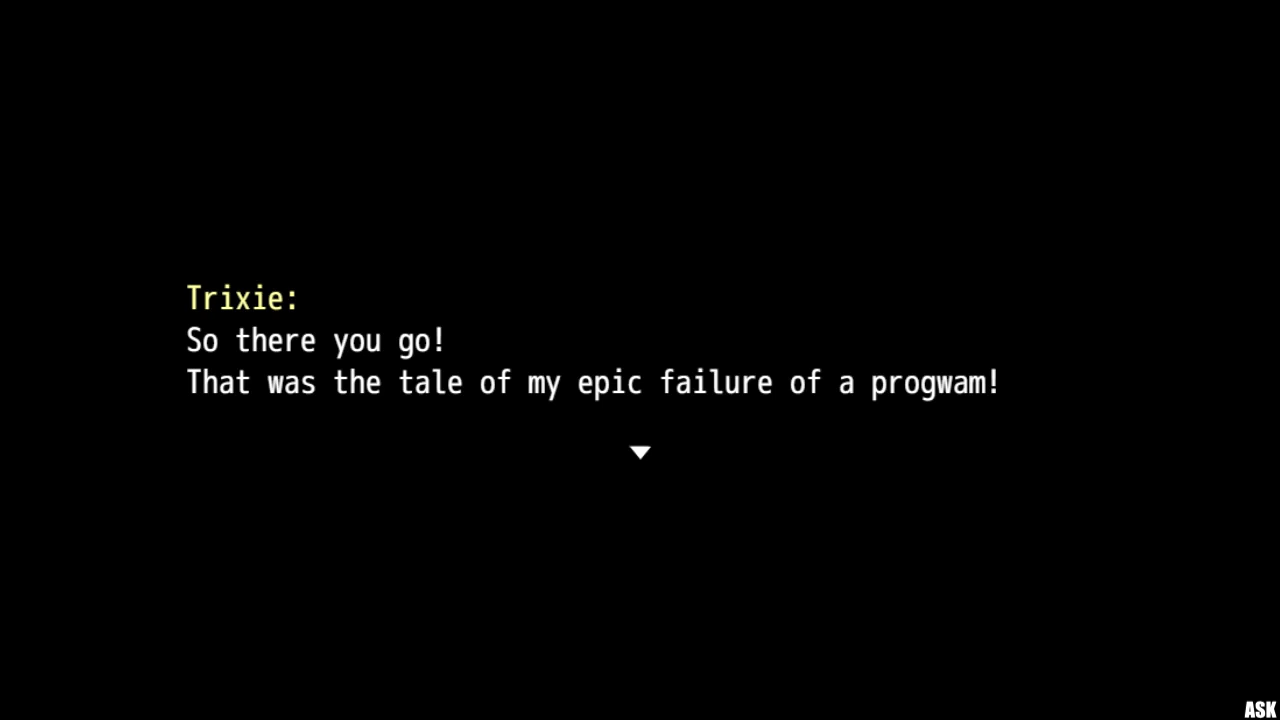 Trixie:
So there you go!
That was the tale of my epic failure of a progwam!
ASK